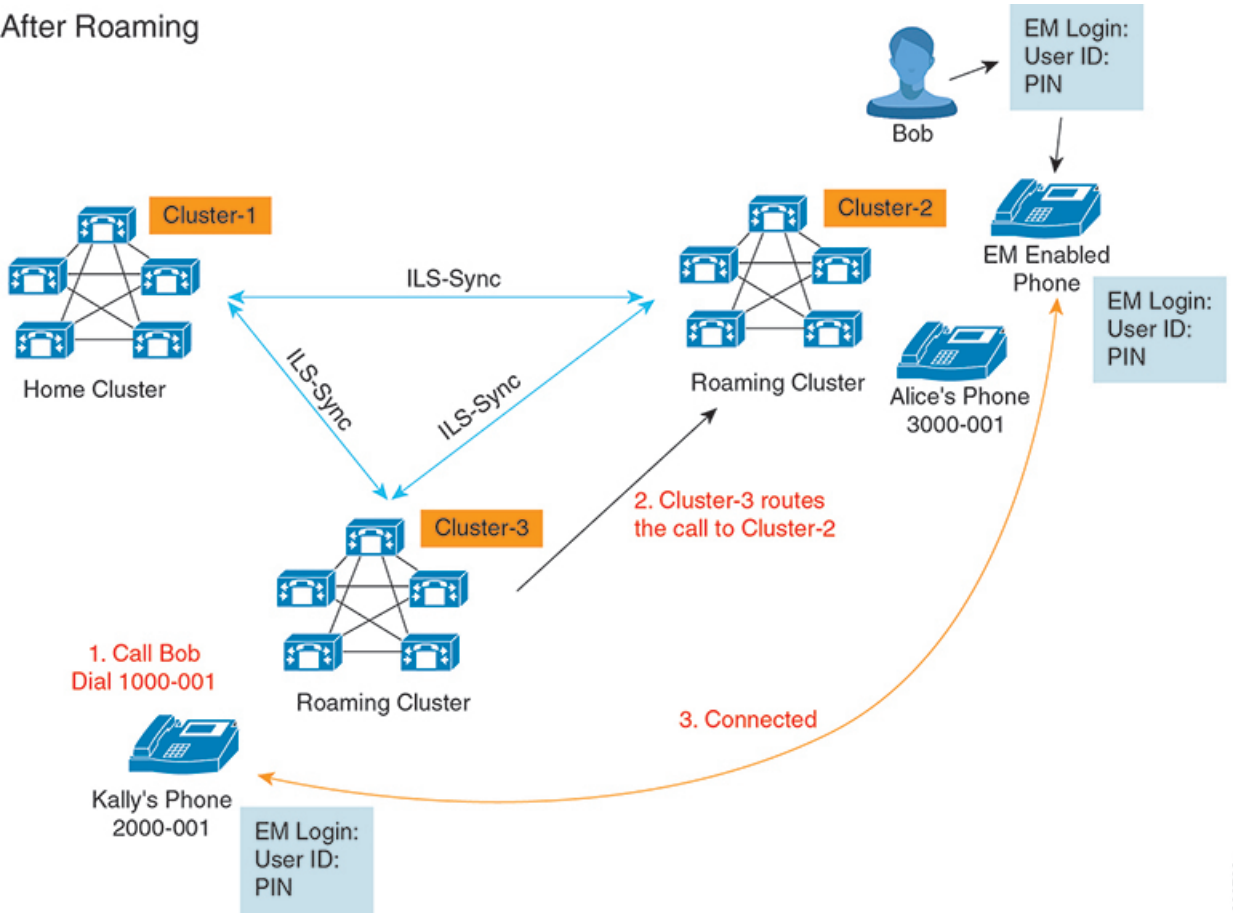 After Roaming
EM Login:
User ID:
PIN
Bob
Cluster-1
Cluster-2
EM Enabled
Phone
ILS-Sync
EM Login:
User ID:
PIN
Home Cluster
ILS-Sync
ILS-Sync
Roaming Cluster
Alice's Phone
3000-001
2. Cluster-3 routes
the call to Cluster-2
Cluster-3
1. Call Bob
Dial 1000-001
Roaming Cluster
3. Connected
Kally's Phone
2000-001
EM Login:
User ID:
PIN